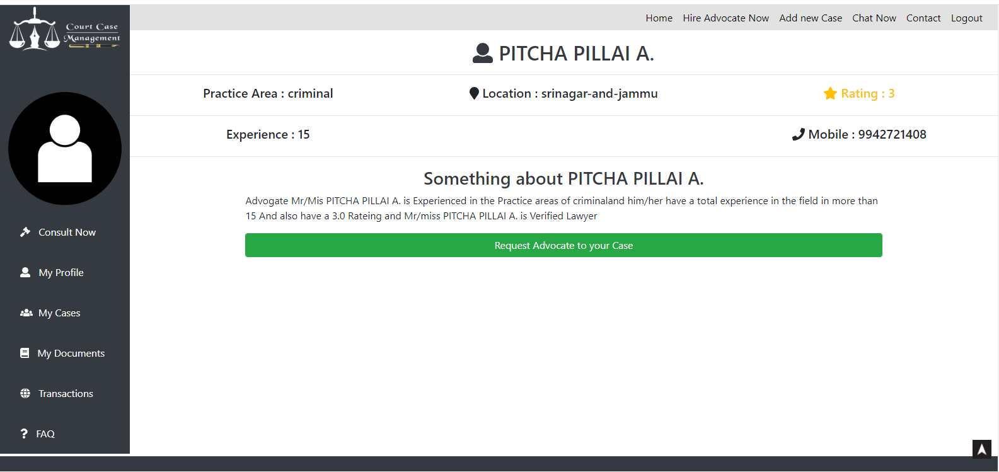 Court Case
Management
Home Hire Advocate Now Add new Case Chat Now Contact Logout
PITCHA PILLAI A.
Practice Area : criminal Location : srinagar-and-jammu Rating : 3
Experience : 15 Mobile : 9942721408
Something about PITCHA PILLAI A.
Advogate Mr/Mis PITCHA PILLAI A. is Experienced in the Practice areas of criminaland him/her have a total experience in the field in more than
15 And also have a 3.0 Rateing and Mr/miss PITCHA PILLAI A. is Verified Lawyer
Request Advocate to your Case
Consult Now
My Profile
My Cases
My Documents
Transactions
FAQ